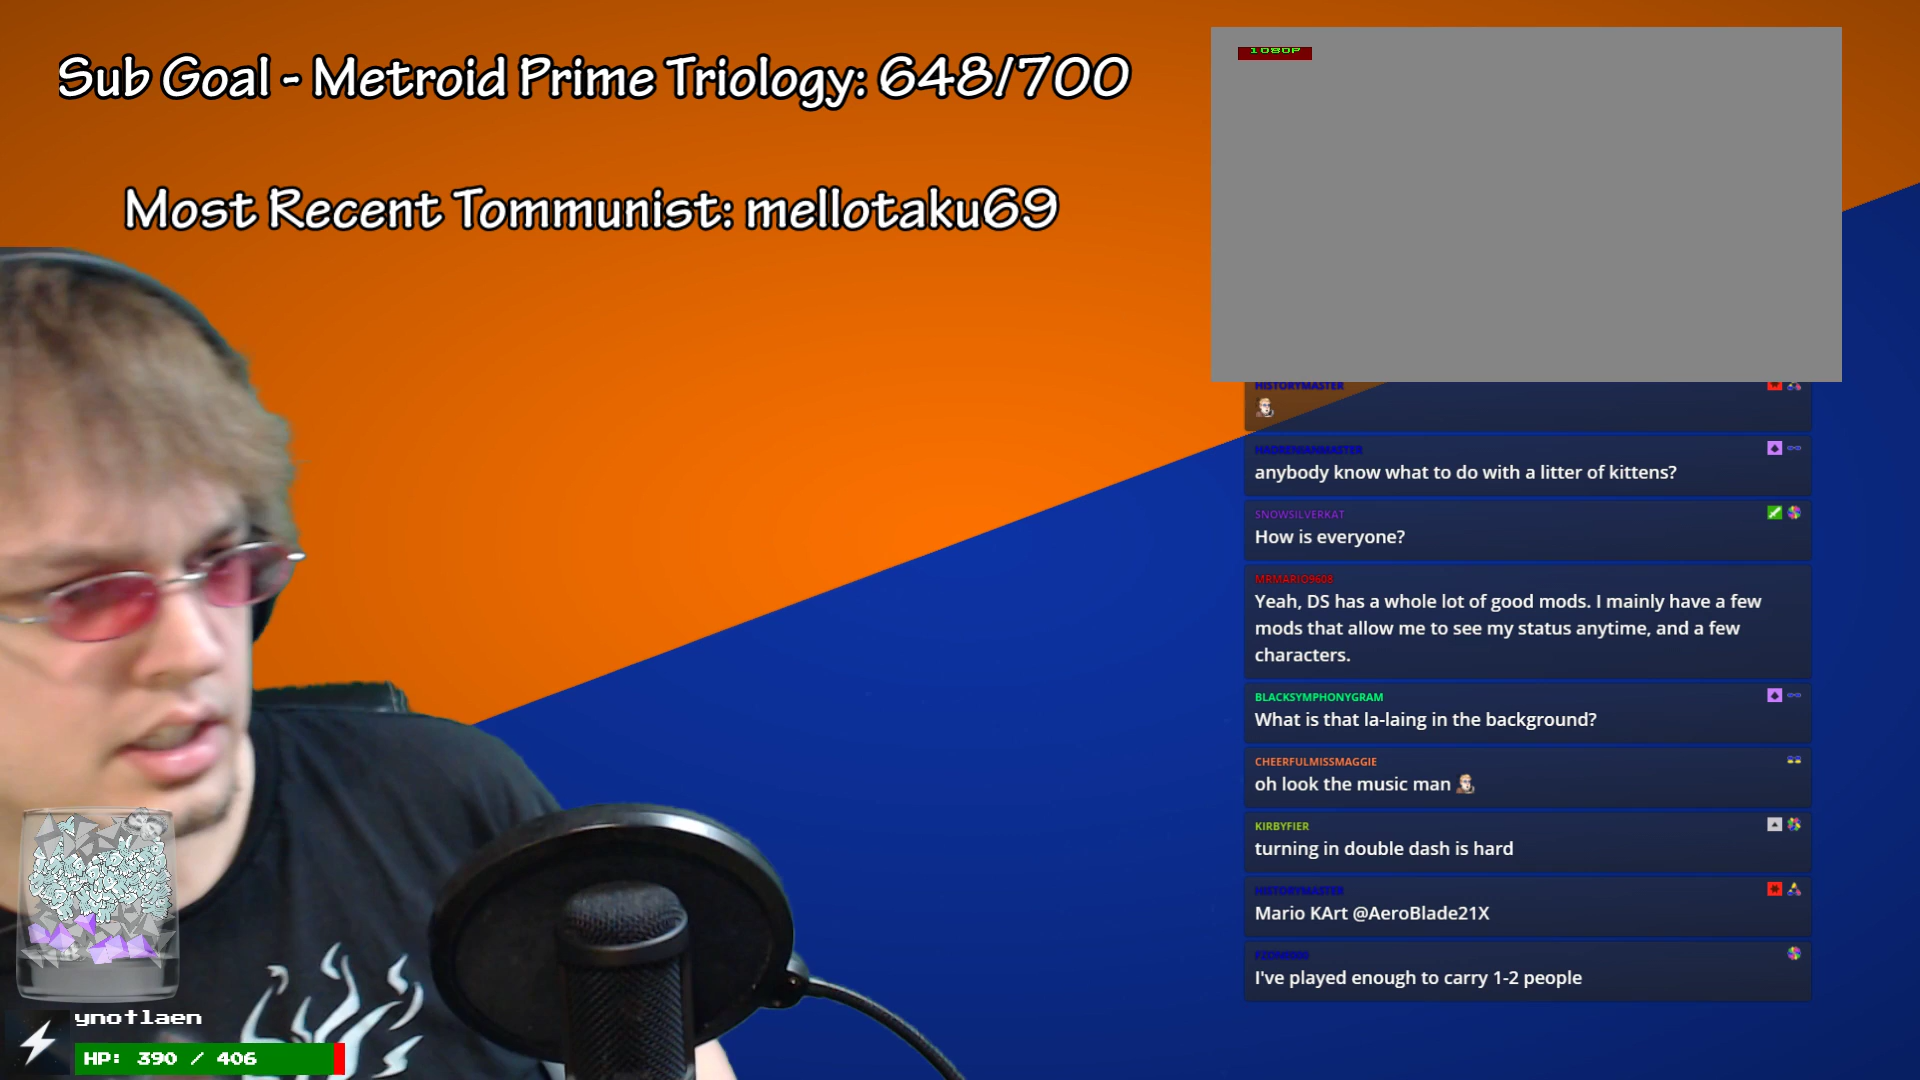 Sub Goal - Metroid Prime Triology: 648/700
Most Recent Tommunist: mellotaku69
1080P
HISTORYMASTER
anybody know what to do with a litter of kittens?
SNOWSILVERKAT
How is everyone?
MRMARIO9608
Yeah, DS has a whole lot of good mods. I mainly have a few
mods that allow me to see my status anytime, and a few
characters.
BLACKSYMPHONYGRAM
What is that la-laing in the background?
CHEERFULMISSMAGGIE
oh look the music man
KIRBYFIER
turning in double dash is hard
HISTORYMASTER
Mario KArt @AeroBlade21X
I've played enough to carry 1-2 people
ynotlaen
HP: 390 / 406